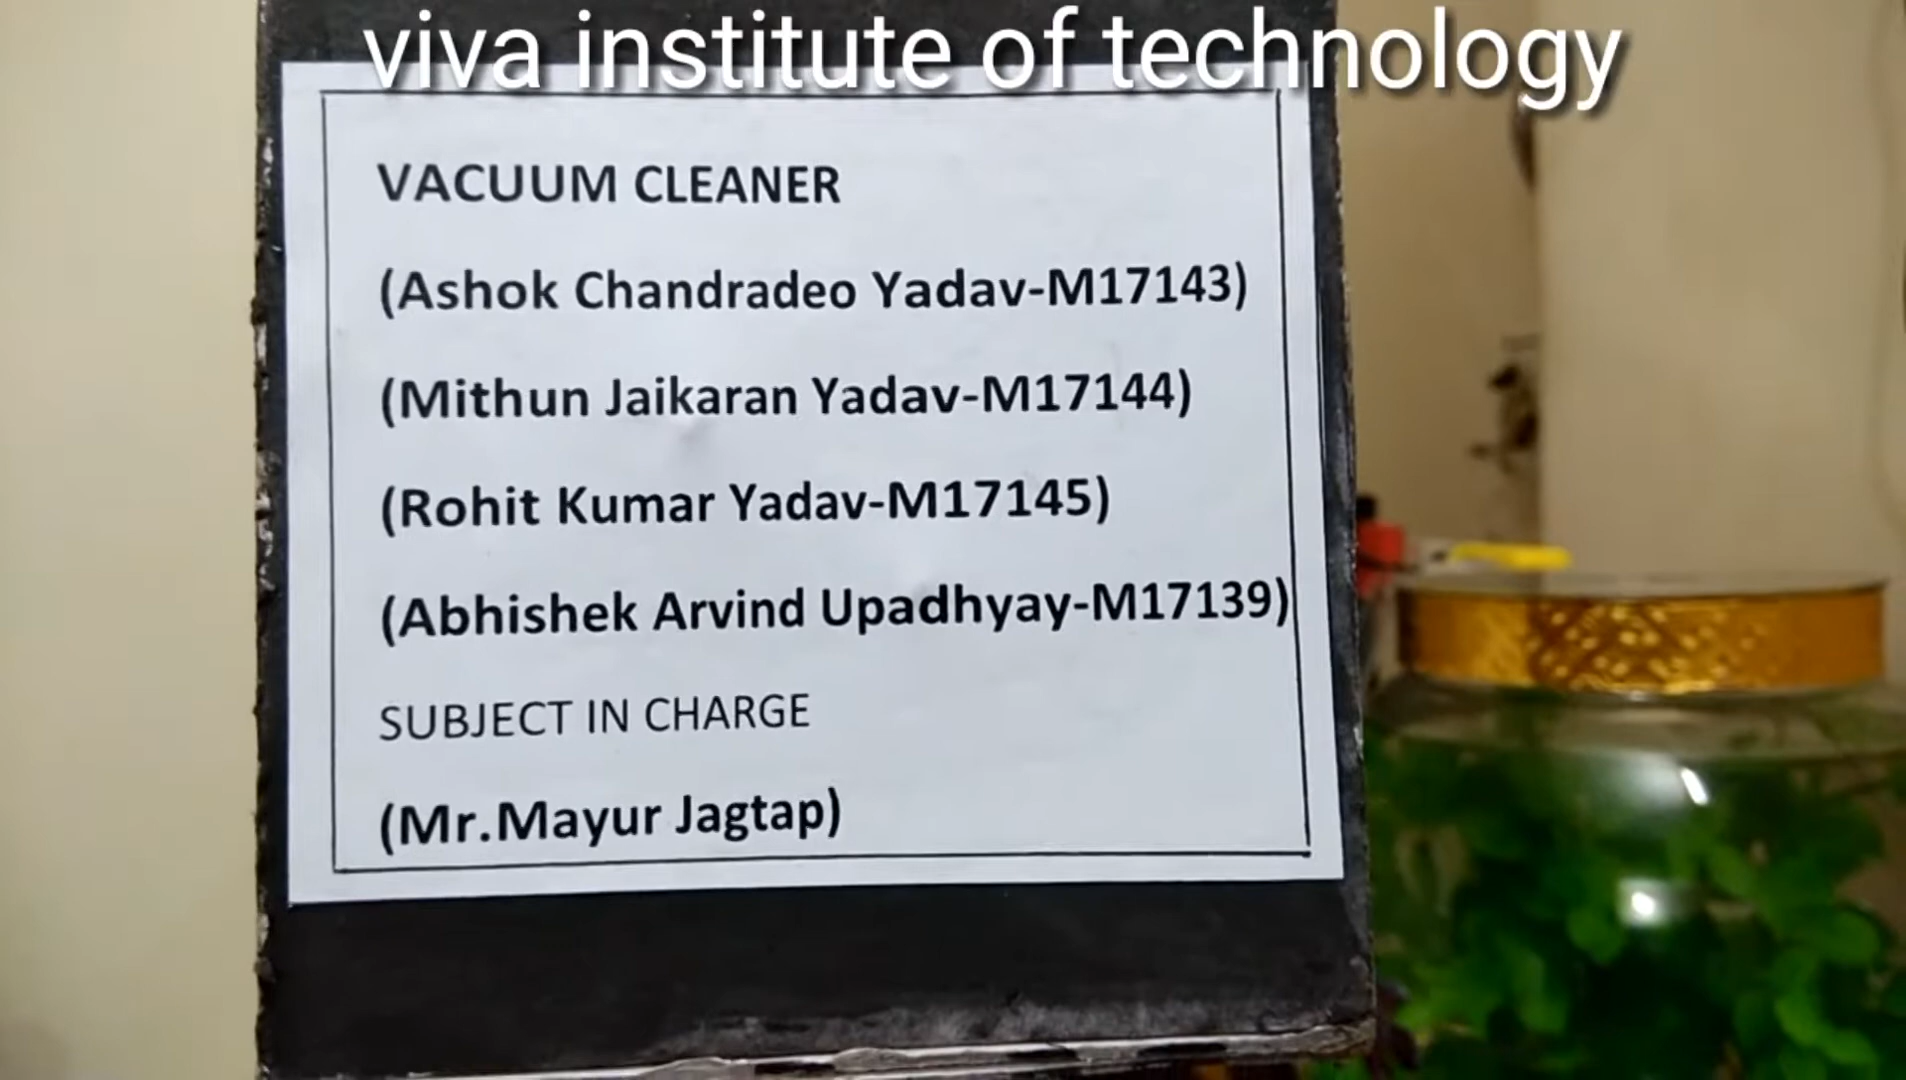 viva institute of technology
VACUUM CLEANER
(Ashok Chandradeo Yadav-M17143)
(Mithun Jaikaran Yadav-M17144)
(Rohit Kumar Yadav-M17145)
(Abhishek Arvind Upadhyay-M17139)
SUBJECT IN CHARGE
(Mr.Mayur Jagtap)